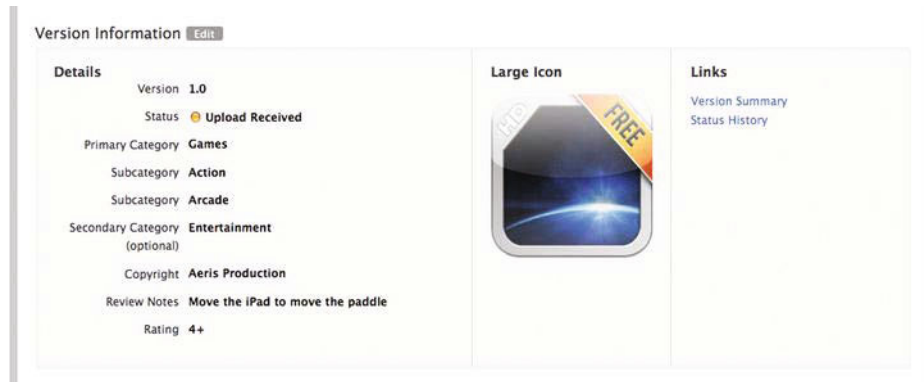 Version Information Edit
Details
Version 1.0
Status Upload Received
Primary Category Games
Subcategory Action
Subcategory Arcade
Secondary Category Entertainment
(optional)
Copyright Aeris Production
Review Notes Move the iPad to move the paddle
Rating 4+
Large Icon
HD
FREE
Links
Version Summary
Status History